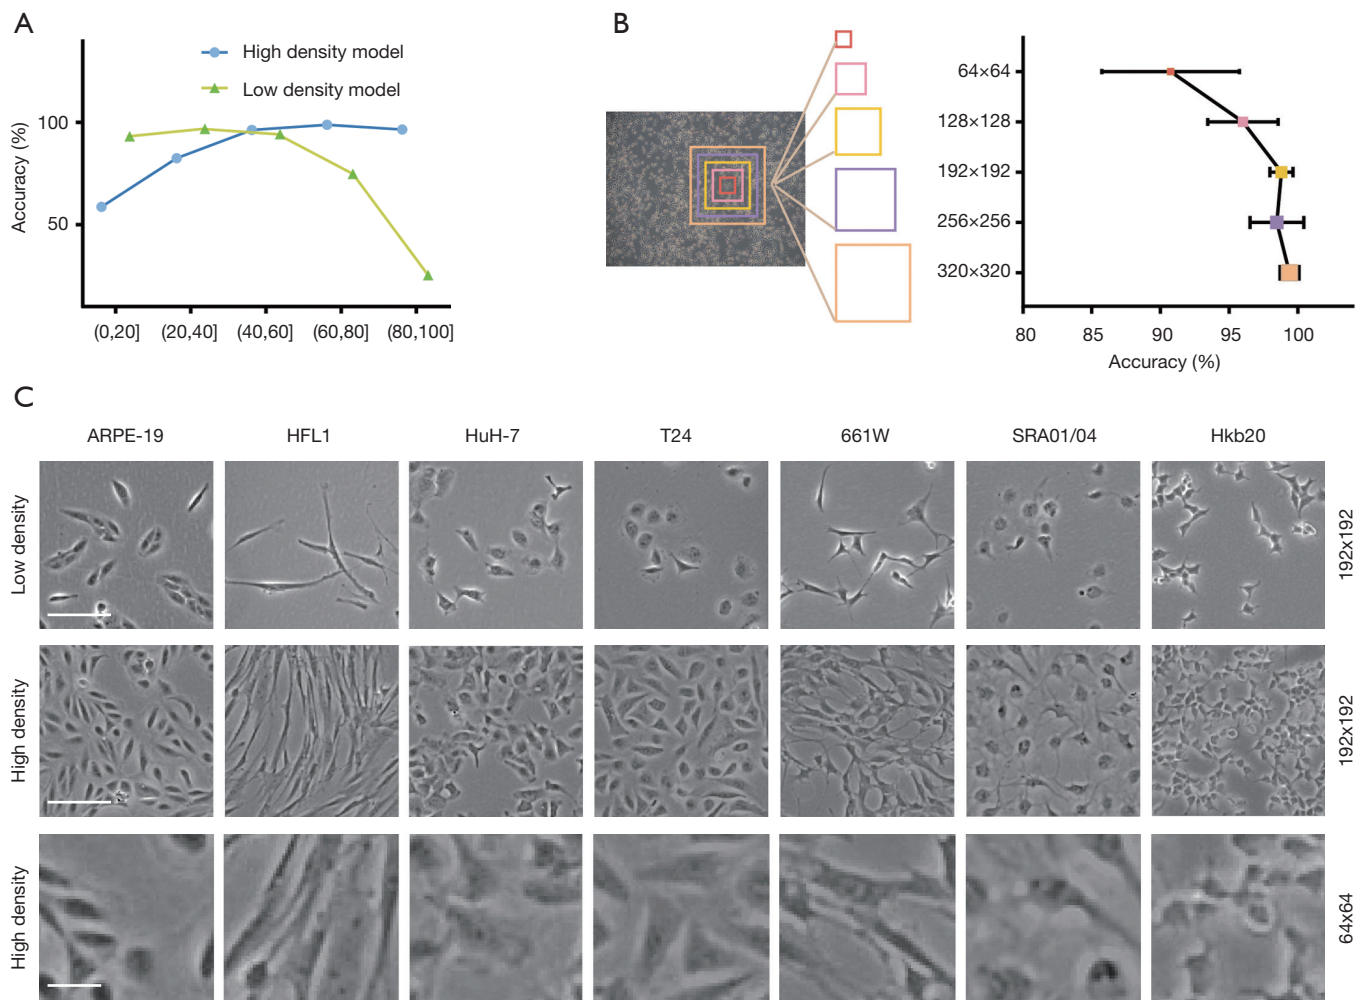 A
High density model
Low density model
Accuracy (%)
100
50
(0,20]
(20,40]
(40,60]
(60,80]
(80,100]
B
64×64
128×128
192×192
256×256
320×320
80
85
90
95
100
Accuracy (%)
C
ARPE-19
HFL1
HuH-7
T24
661W
SRA01/04
Hkb20
Low density
192x192
High density
192x192
High density
64x64